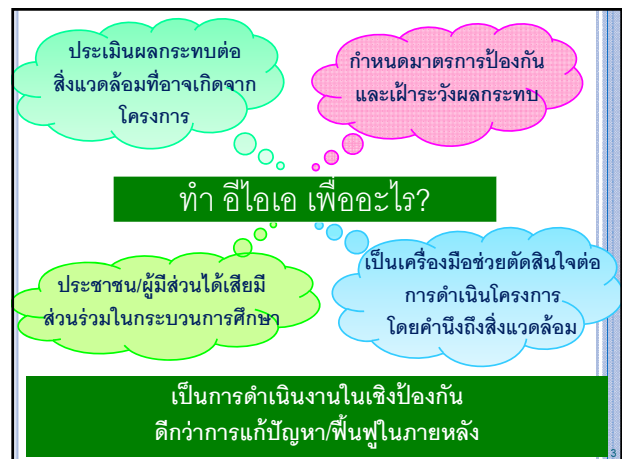 ประเมินผลกระทบต่อ
สิ่งแวดล้อมที่อาจเกิดจาก
โครงการ
กำหนดมาตรการป้องกัน
และเฝ้าระวังผลกระทบ
ทำ อีไอเอ เพื่ออะไร?
ประชาชน/ผู้มีส่วนได้เสียมี
ส่วนร่วมในกระบวนการศึกษา
เป็นเครื่องมือช่วยตัดสินใจต่อ
การดำเนินโครงการ
โดยคำนึงถึงสิ่งแวดล้อม
เป็นการดำเนินงานในเชิงป้องกัน
ดีกว่าการแก้ปัญหา/ฟื้นฟูในภายหลัง
3